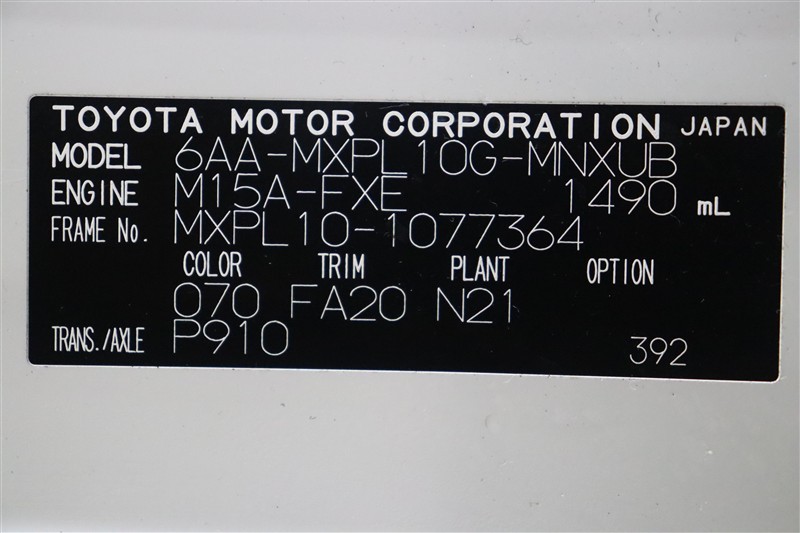 TOYOTA MOTOR CORPORATION JAPAN
MODEL 6AA-MXPL10G-MNXUB
ENGINE M15A-FXE 1490 mL
FRAME No. MXPL10-1077364
COLOR TRIM PLANT OPTION
070 FA20 N21
TRANS./AXLE P910 392